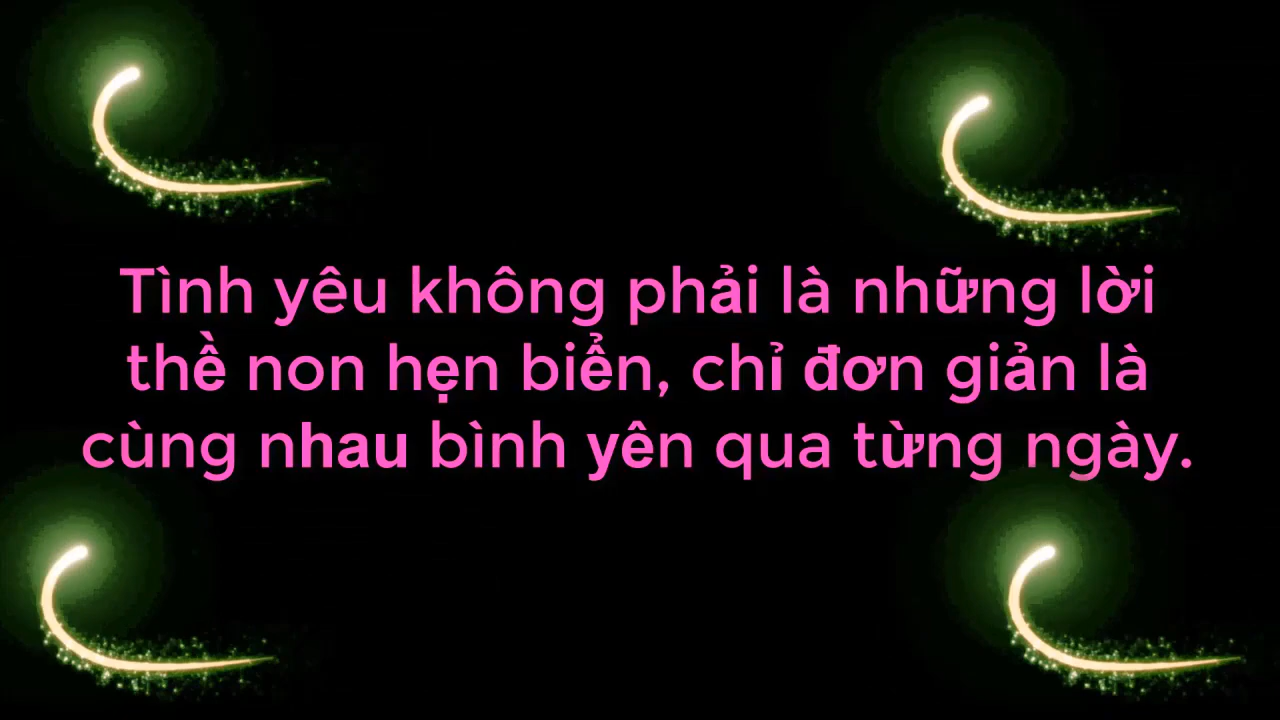 Tình yêu không phải là những lời
thề non hẹn biển, chỉ đơn giản là
cùng nhau bình yên qua từng ngày.